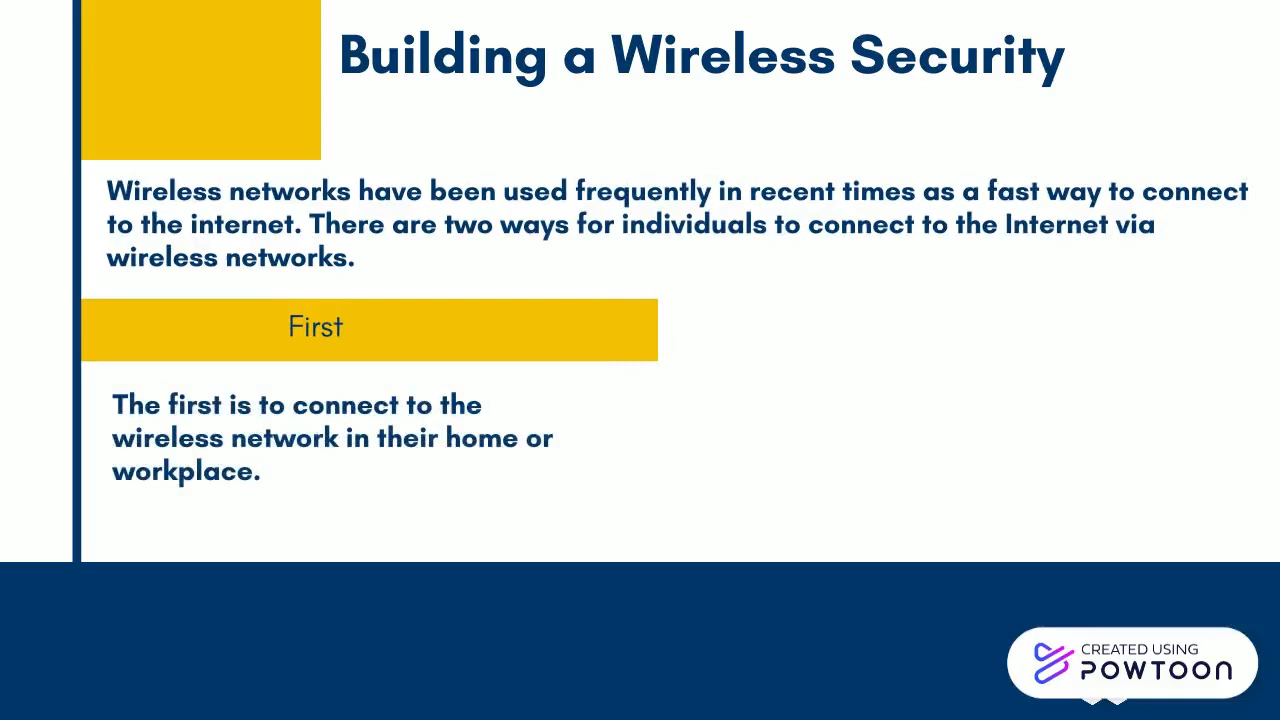 Building a Wireless Security
Wireless networks have been used frequently in recent times as a fast way to connect
to the internet. There are two ways for individuals to connect to the Internet via
wireless networks.
First
The first is to connect to the
wireless network in their home or
workplace.
CREATED USING
POWTOON